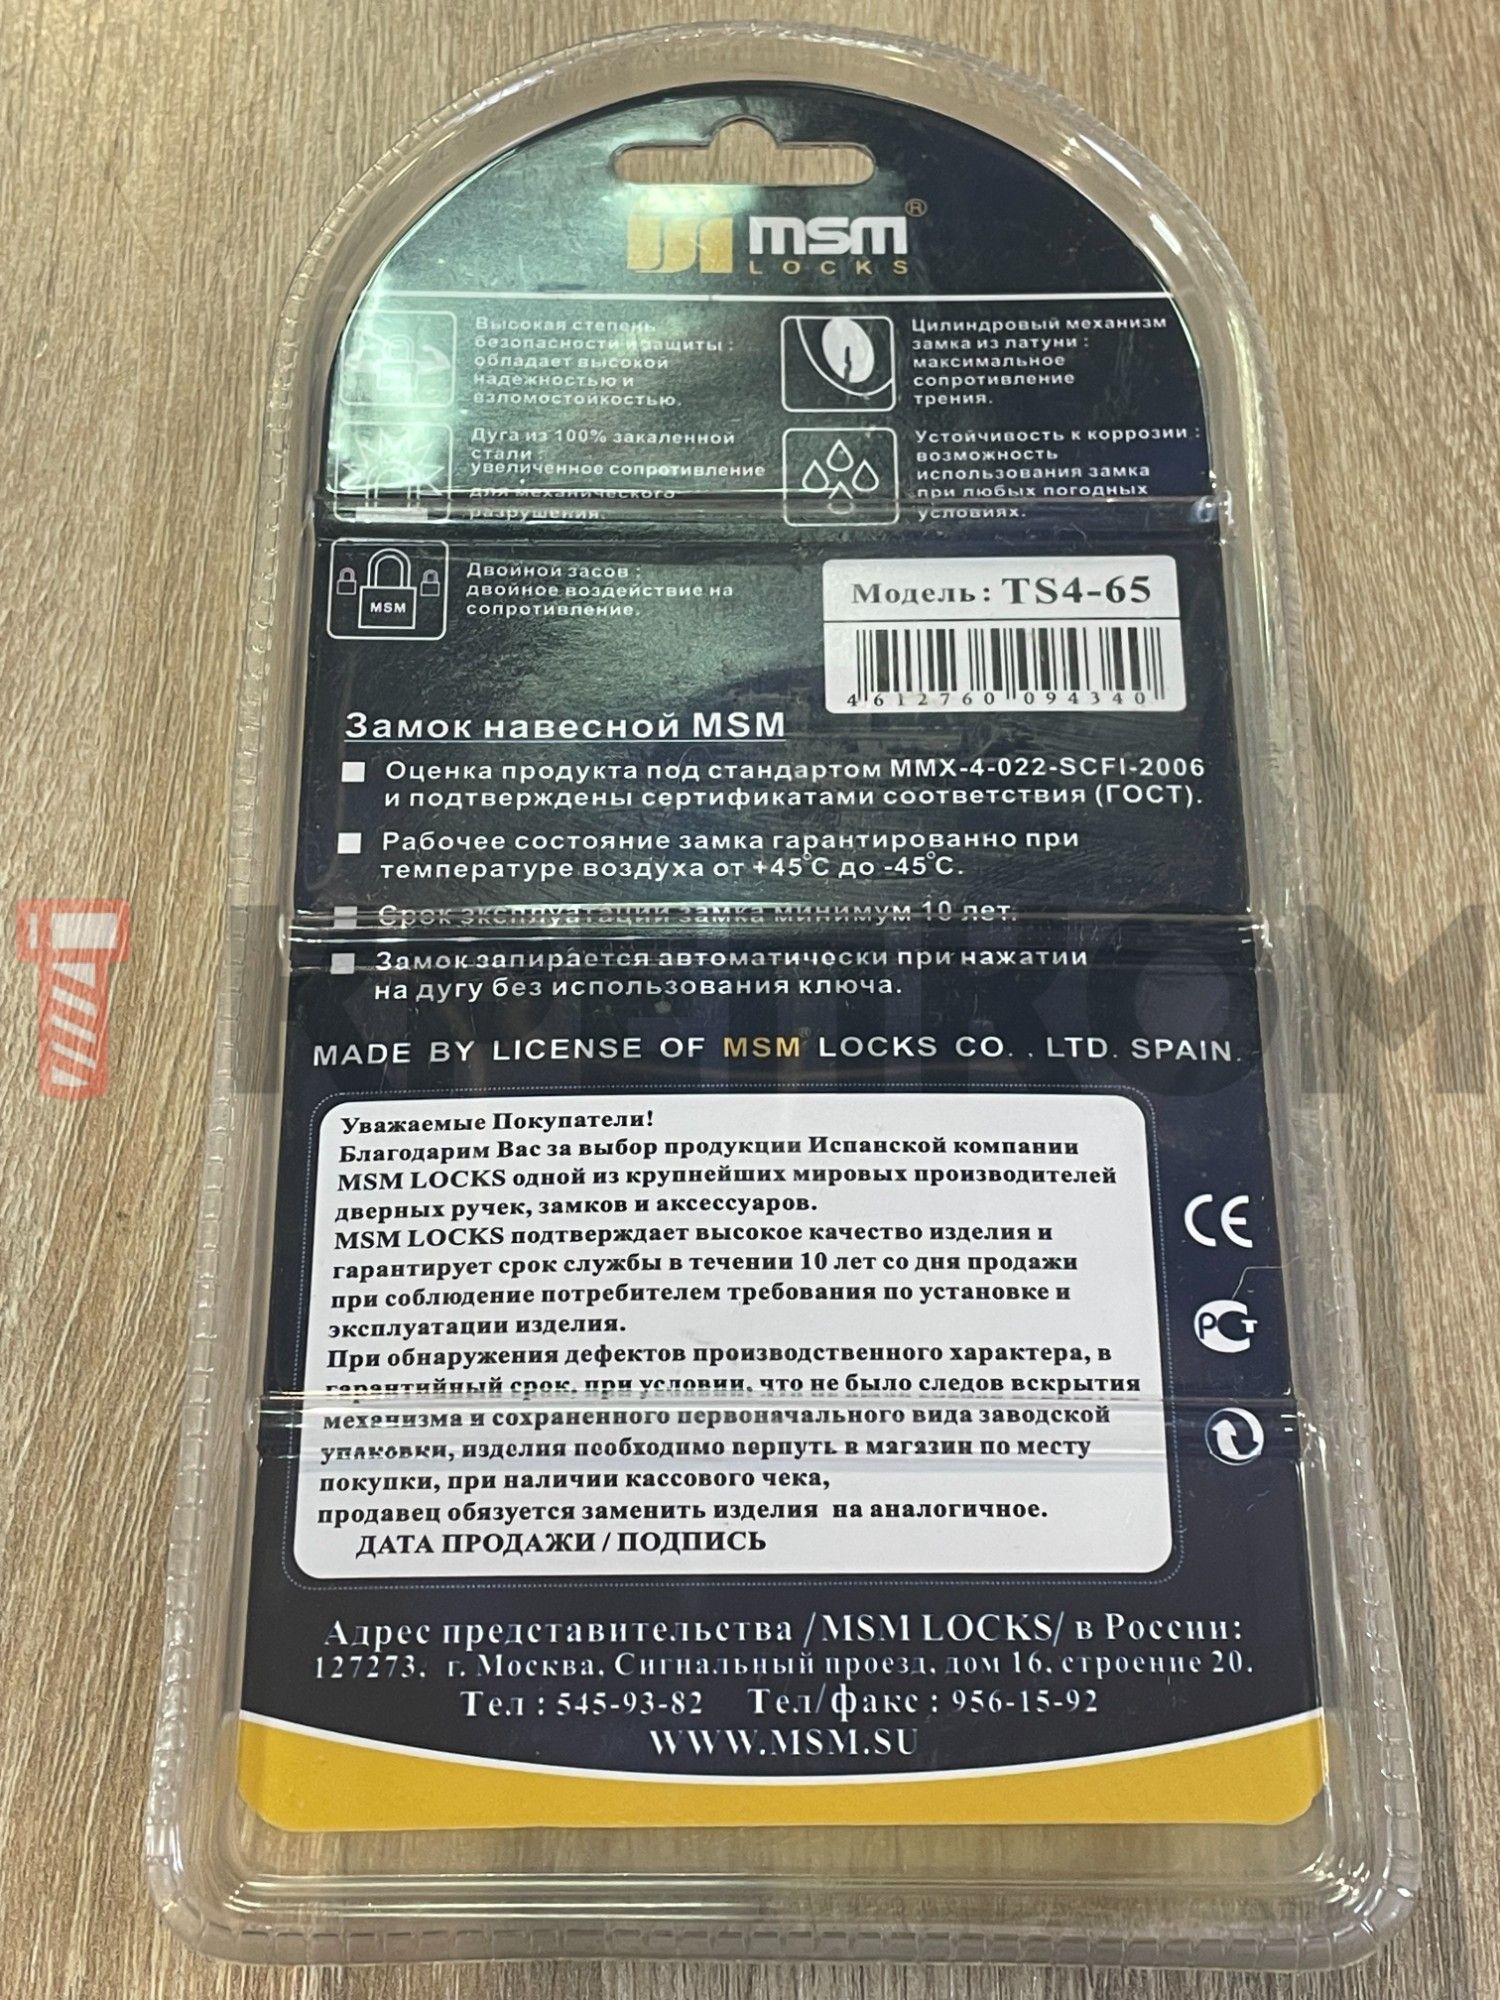 msm®
LOCKS
Высокая степень
безопасности и защиты :
обладает высокой
надежностью и
взломостойкостью.
Цилиндровый механизм
замка из латуни :
максимальное
сопротивление
трения.
Дуга из 100% закаленной
стали :
увеличенное сопротивление
для механического
разрушения.
Устойчивость к коррозии :
возможность
использования замка
при любых погодных
условиях.
MSM
Двойной засов :
двойное воздействие на
сопротивление.
Модель: TS4-65
4 612760 094340
Замок навесной MSM
Оценка продукта под стандартом MMX-4-022-SCFI-2006
и подтверждены сертификатами соответствия (ГОСТ).
Рабочее состояние замка гарантированно при
температуре воздуха от +45°C до -45°C.
Срок эксплуатации замка минимум 10 лет.
Замок запирается автоматически при нажатии
на дугу без использования ключа.
КРЕПКОМ
MADE BY LICENSE OF MSM® LOCKS CO. , LTD. SPAIN.
Уважаемые Покупатели!
Благодарим Вас за выбор продукции Испанской компании
MSM LOCKS одной из крупнейших мировых производителей
дверных ручек, замков и аксессуаров.
MSM LOCKS подтверждает высокое качество изделия и
гарантирует срок службы в течении 10 лет со дня продажи
при соблюдение потребителем требования по установке и
эксплуатации изделия.
При обнаружения дефектов производственного характера, в
гарантийный срок, при условии, что не было следов вскрытия
механизма и сохраненного первоначального вида заводской
упаковки, изделия необходимо вернуть в магазин по месту
покупки, при наличии кассового чека,
продавец обязуется заменить изделия на аналогичное.
ДАТА ПРОДАЖИ / ПОДПИСЬ
CE
РСТ
Адрес представительства /MSM LOCKS/ в России:
127273, г. Москва, Сигнальный проезд, дом 16, строение 20.
Тел : 545-93-82 Тел/факс : 956-15-92
WWW.MSM.SU